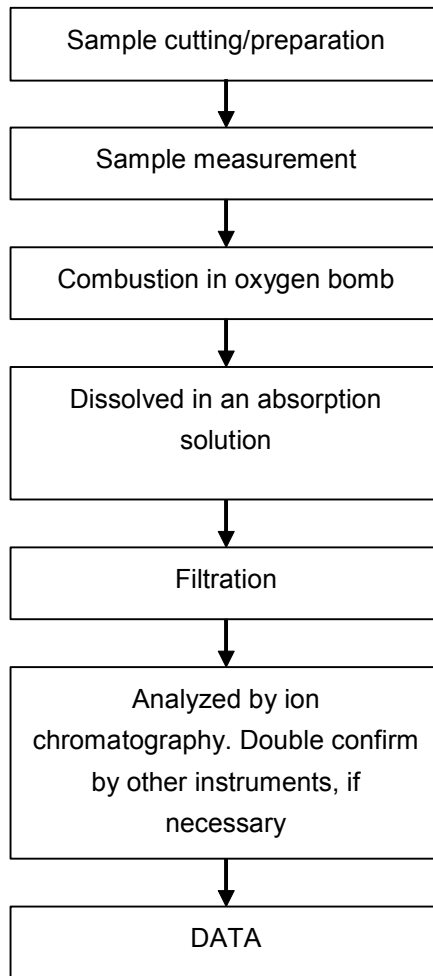 Sample cutting/preparation
Sample measurement
Combustion in oxygen bomb
Dissolved in an absorption
solution
Filtration
Analyzed by ion
chromatography. Double confirm
by other instruments, if
necessary
DATA